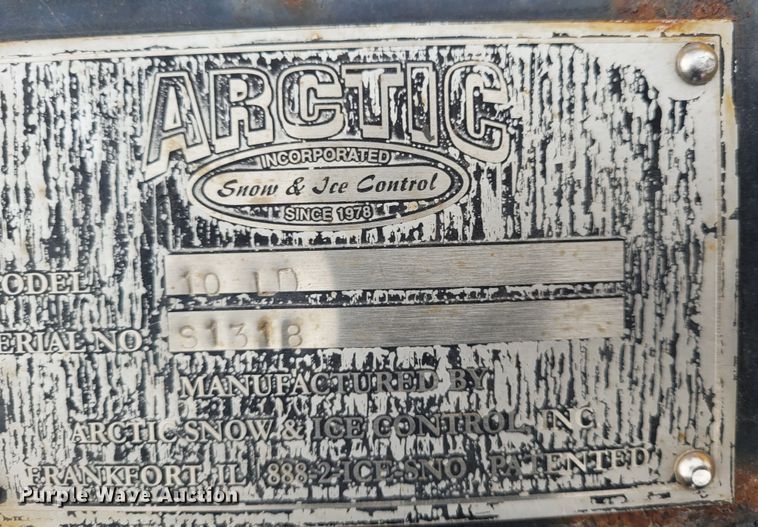 ARCTIC
INCORPORATED
Snow & Ice Control
SINCE 1978
ODEL 10 LD
ERIAL NO. S1318
MANUFACTURED BY
ARCTIC SNOW & ICE CONTROL, INC.
FRANKFORT, IL 888-2-ICE-SNO PATENTED
Purple Wave Auction